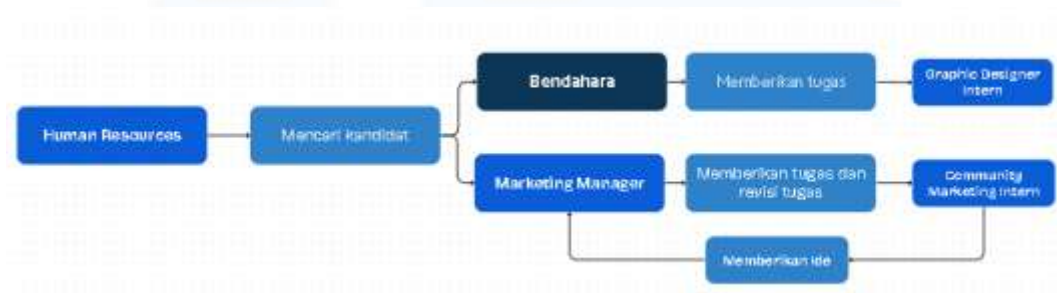 Bendahara
Memberikan tugas
Graphic Designer
Intern
Human Resources
Mencari kandidat
Marketing Manager
Memberikan tugas dan
revisi tugas
Community
Marketing Intern
Memberikan ide